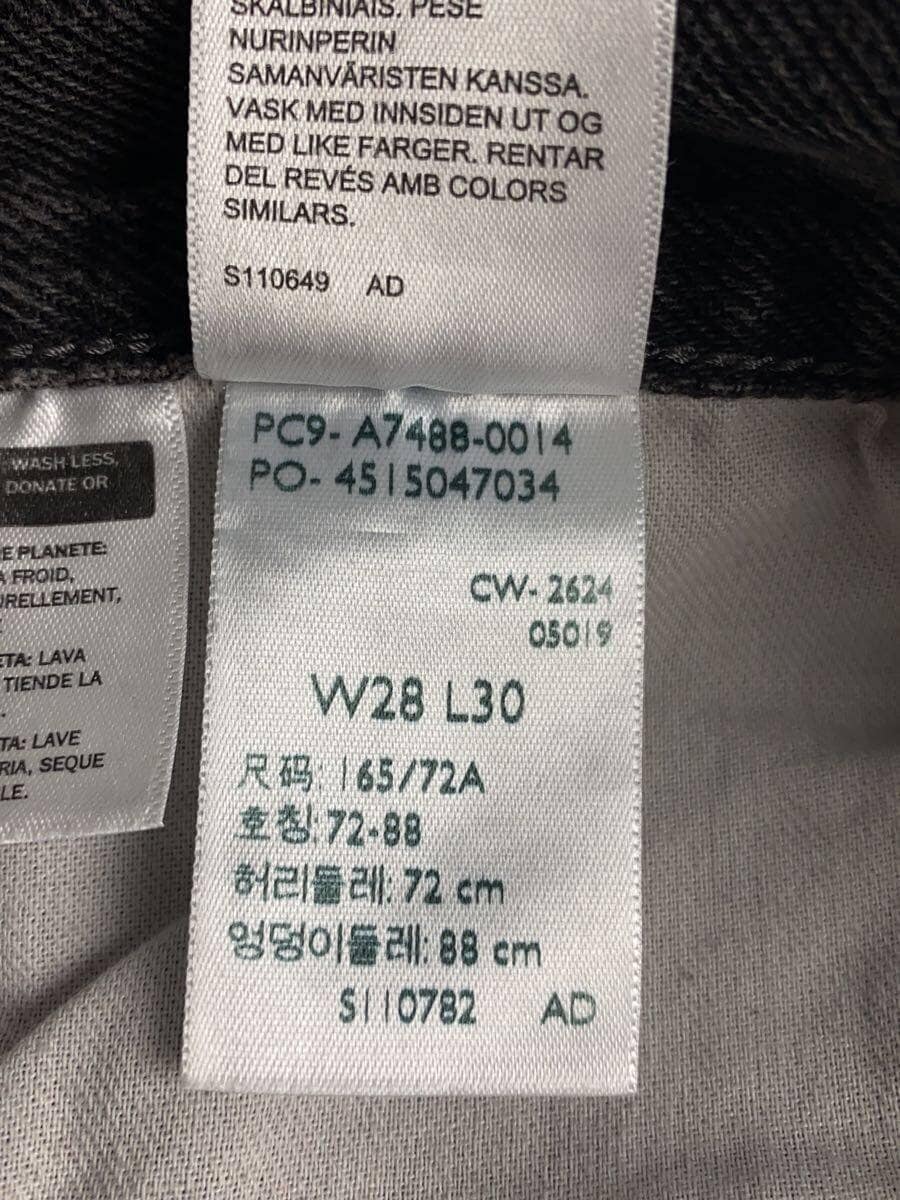 SKALBINIAIS. PESE
NURINPERIN
SAMANVÄRISTEN KANSSA.
VASK MED INNSIDEN UT OG
MED LIKE FARGER. RENTAR
DEL REVÉS AMB COLORS
SIMILARS.
S110649 AD
WASH LESS,
DONATE OR
E PLANETE:
A FROID,
URELLEMENT,
ETA: LAVA
TIENDE LA
TA: LAVE
RIA, SEQUE
LE.
PC9- A7488-0014
PO- 4515047034
CW- 2624
05019
W28 L30
尺码: 165/72A
호칭: 72-88
허리둘레: 72 cm
엉덩이둘레: 88 cm
S110782 AD